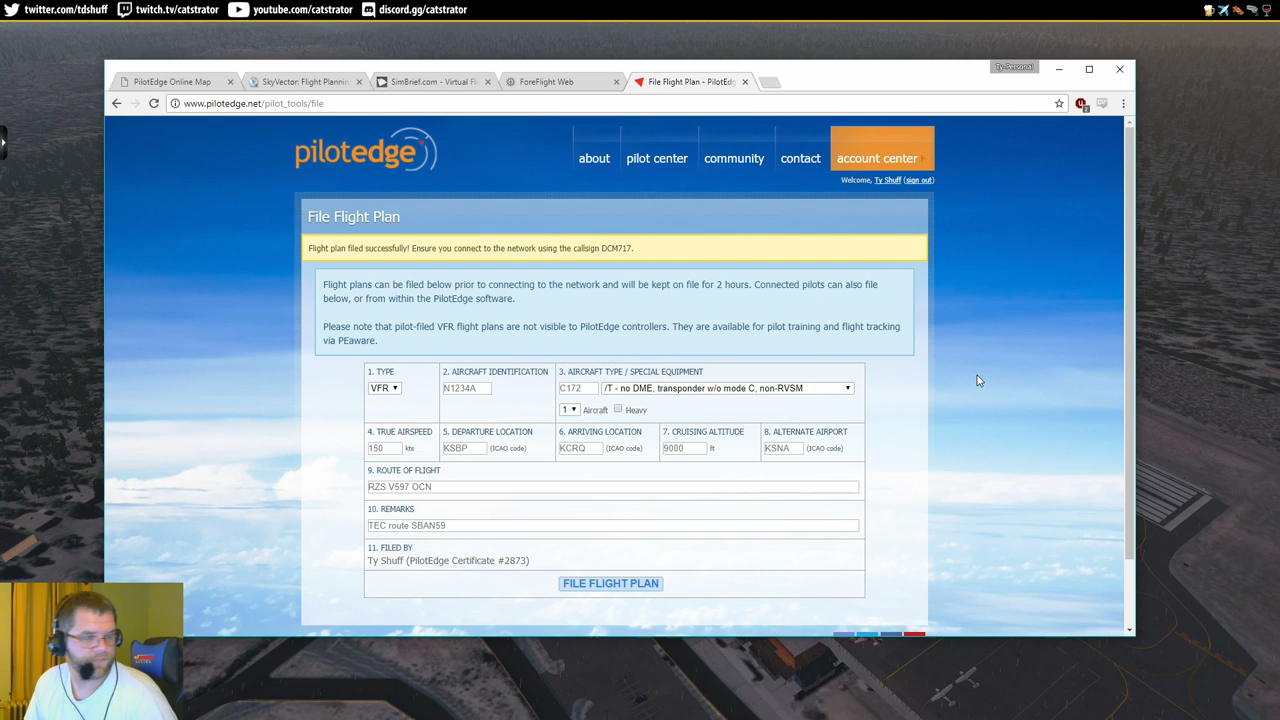 twitter.com/tdshuff twitch.tv/catstrator youtube.com/catstrator discord.gg/catstrator
Ty-Personal
PilotEdge Online Map SkyVector: Flight Plannin SimBrief.com - Virtual Fl ForeFlight Web File Flight Plan - PilotEdg
www.pilotedge.net/pilot_tools/file
pilotedge
about pilot center community contact account center
Welcome, Ty Shuff (sign out)
File Flight Plan
Flight plan filed successfully! Ensure you connect to the network using the callsign DCM717.
Flight plans can be filed below prior to connecting to the network and will be kept on file for 2 hours. Connected pilots can also file
below, or from within the PilotEdge software.
Please note that pilot-filed VFR flight plans are not visible to PilotEdge controllers. They are available for pilot training and flight tracking
via PEaware.
1. TYPE 2. AIRCRAFT IDENTIFICATION 3. AIRCRAFT TYPE / SPECIAL EQUIPMENT
VFR N1234A C172 /T - no DME, transponder w/o mode C, non-RVSM
1 Aircraft Heavy
4. TRUE AIRSPEED 5. DEPARTURE LOCATION 6. ARRIVING LOCATION 7. CRUISING ALTITUDE 8. ALTERNATE AIRPORT
150 kts KSBP (ICAO code) KCRQ (ICAO code) 9000 ft KSNA (ICAO code)
9. ROUTE OF FLIGHT
RZS V597 OCN
10. REMARKS
TEC route SBAN59
11. FILED BY
Ty Shuff (PilotEdge Certificate #2873)
FILE FLIGHT PLAN